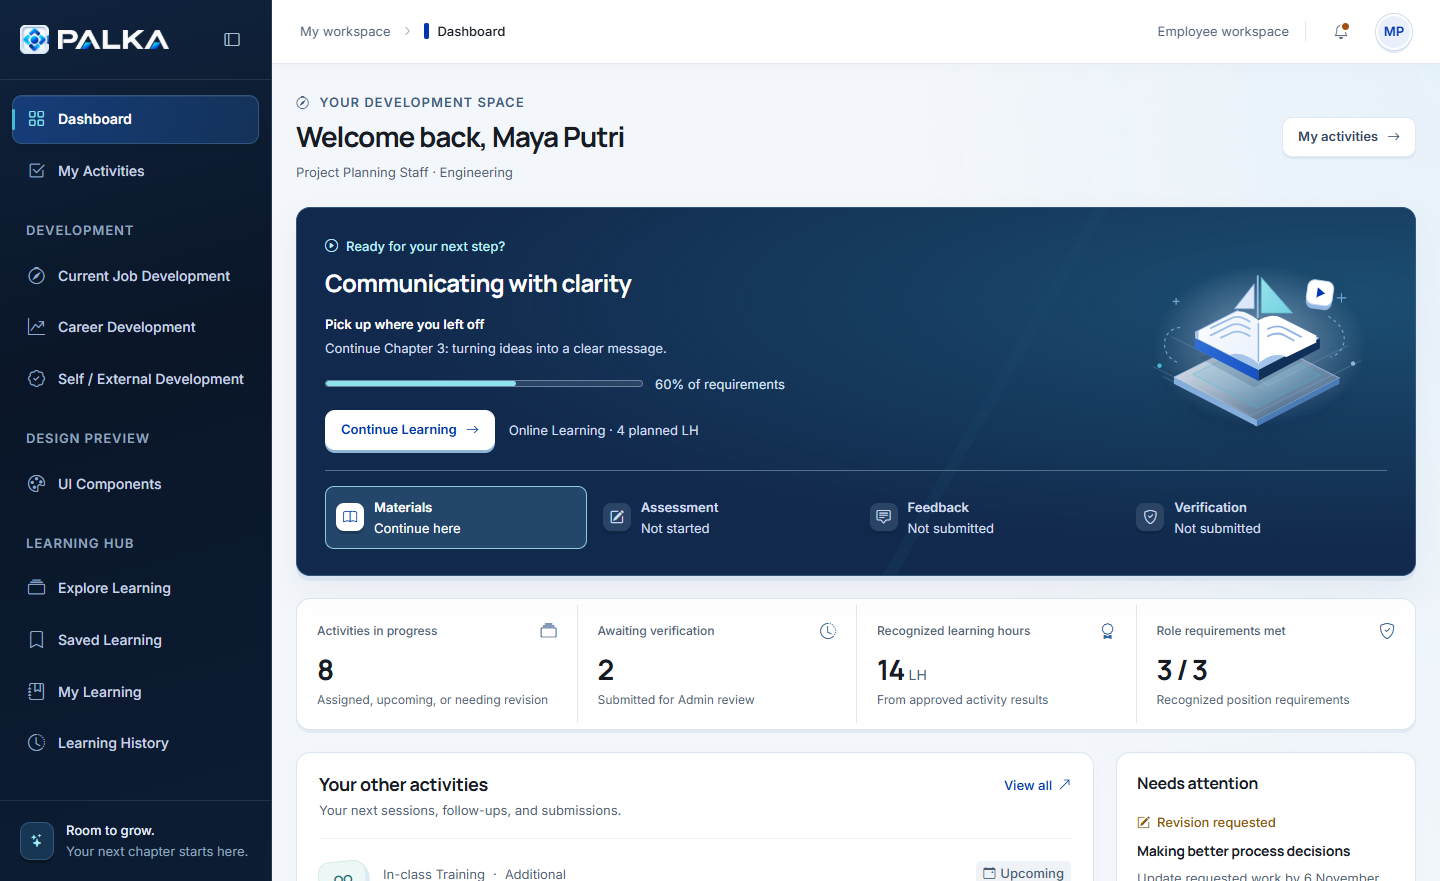 PALKA
My workspace
Dashboard
Employee workspace
MP
Dashboard
My Activities
DEVELOPMENT
Current Job Development
Career Development
Self / External Development
DESIGN PREVIEW
UI Components
LEARNING HUB
Explore Learning
Saved Learning
My Learning
Learning History
Room to grow.
Your next chapter starts here.
YOUR DEVELOPMENT SPACE
Welcome back, Maya Putri
Project Planning Staff · Engineering
My activities
Ready for your next step?
Communicating with clarity
Pick up where you left off
Continue Chapter 3: turning ideas into a clear message.
60% of requirements
Continue Learning
Online Learning · 4 planned LH
Materials
Continue here
Assessment
Not started
Feedback
Not submitted
Verification
Not submitted
Activities in progress
8
Assigned, upcoming, or needing revision
Awaiting verification
2
Submitted for Admin review
Recognized learning hours
14 LH
From approved activity results
Role requirements met
3 / 3
Recognized position requirements
Your other activities
View all
Your next sessions, follow-ups, and submissions.
In-class Training · Additional
Upcoming
Needs attention
Revision requested
Making better process decisions
Update requested work by 6 November